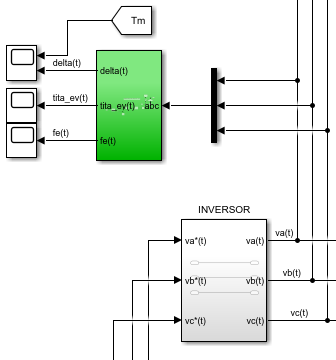 Tm
delta(t)
delta(t)
tita_ev(t)
tita_ev(t)
abc
fe(t)
fe(t)
INVERSOR
va*(t)
va(t)
va(t)
vb*(t)
vb(t)
vb(t)
vc*(t)
vc(t)
vc(t)